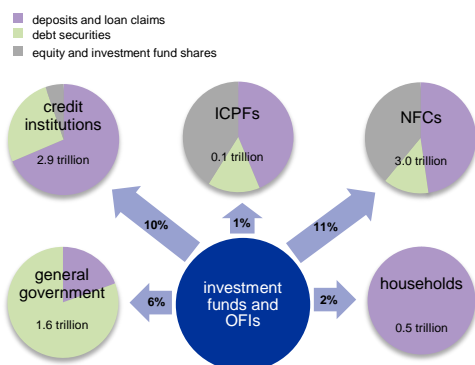 deposits and loan claims
debt securities
equity and investment fund shares
credit
institutions
2.9 trillion
ICPFs
0.1 trillion
NFCs
3.0 trillion
10%
1%
11%
general
government
1.6 trillion
6%
investment
funds and
OFIs
2%
households
0.5 trillion